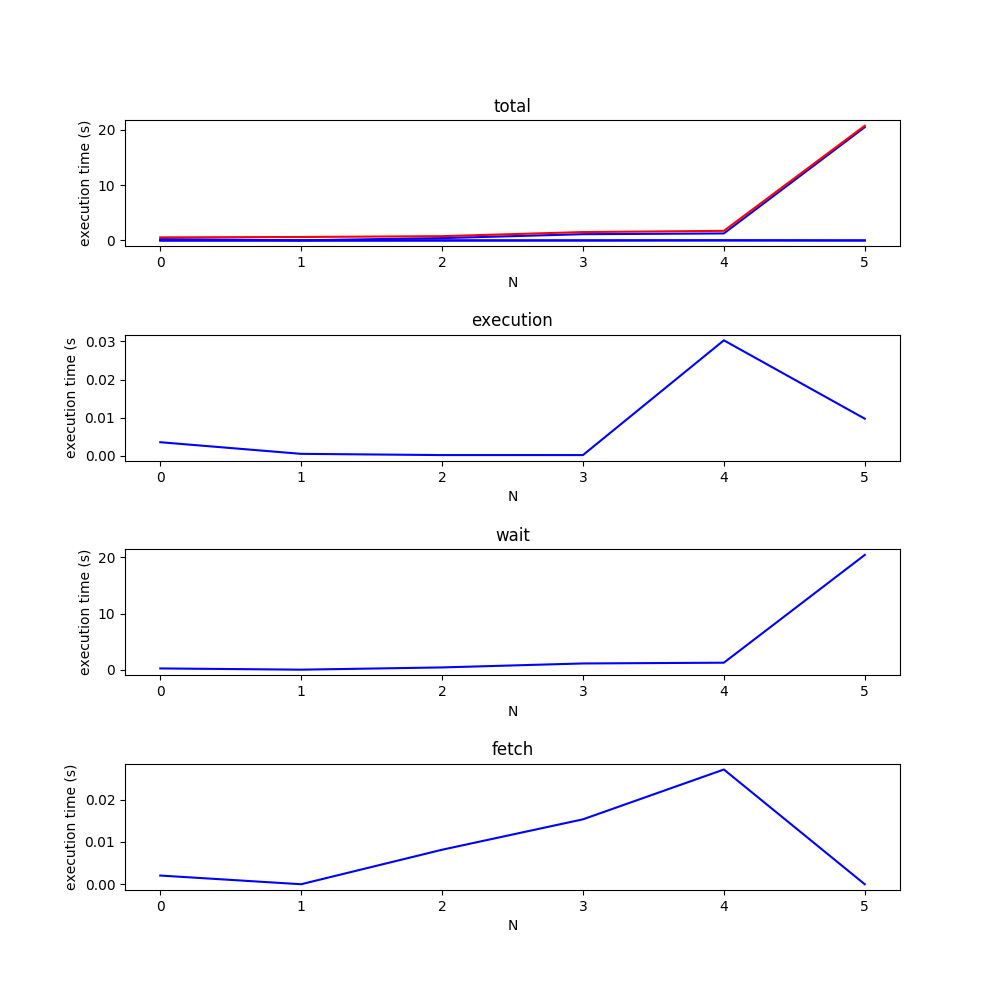 total
execution time (s)
20
10
0
0 1 2 3 4 5
N
execution
execution time (s
0.03
0.02
0.01
0.00
0 1 2 3 4 5
N
wait
execution time (s)
20
10
0
0 1 2 3 4 5
N
fetch
execution time (s)
0.02
0.01
0.00
0 1 2 3 4 5
N